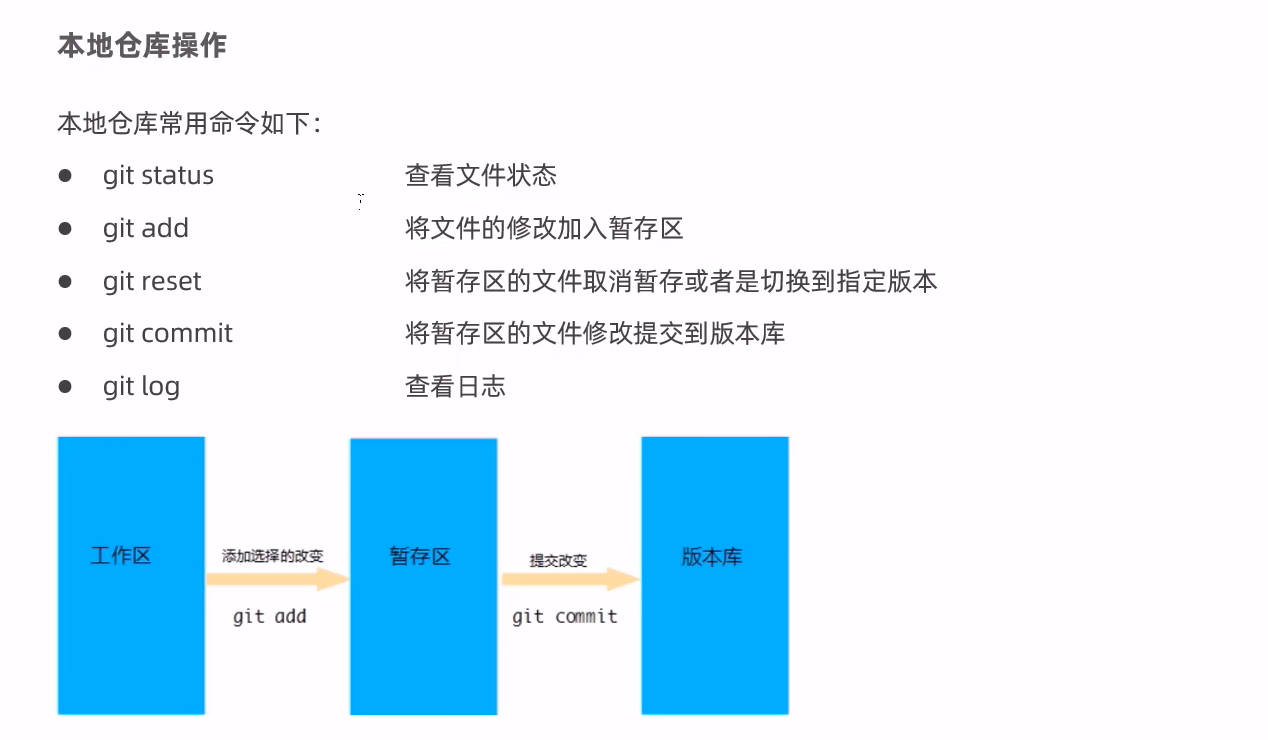 本地仓库操作
本地仓库常用命令如下：
● git status 查看文件状态
● git add 将文件的修改加入暂存区
● git reset 将暂存区的文件取消暂存或者是切换到指定版本
● git commit 将暂存区的文件修改提交到版本库
● git log 查看日志
工作区 添加选择的改变 暂存区 提交改变 版本库
git add git commit